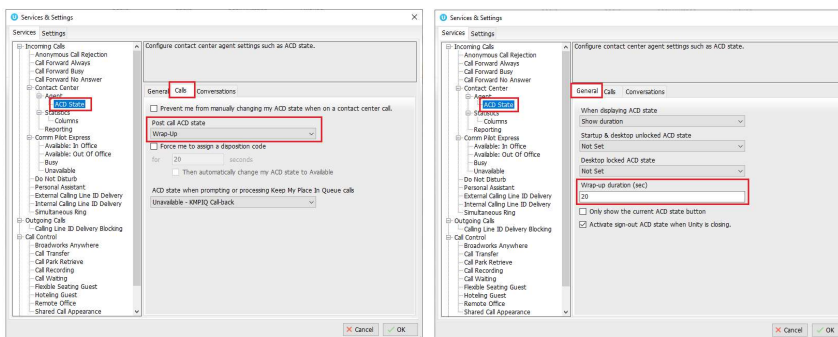 Services & Settings
Services Settings
Incoming Calls
Anonymous Call Rejection
Call Forward Always
Call Forward Busy
Call Forward No Answer
Contact Center
Agent
ACD State
Statistics
Columns
Reporting
Comm Pilot Express
Available: In Office
Available: Out Of Office
Busy
Unavailable
Do Not Disturb
Personal Assistant
External Calling Line ID Delivery
Internal Calling Line ID Delivery
Simultaneous Ring
Outgoing Calls
Calling Line ID Delivery Blocking
Call Control
Broadworks Anywhere
Call Transfer
Call Park Retrieve
Call Recording
Call Waiting
Flexible Seating Guest
Hoteling Guest
Remote Office
Shared Call Appearance
Configure contact center agent settings such as ACD state.
General Calls Conversations
Prevent me from manually changing my ACD state when on a contact center call.
Post call ACD state
Wrap-Up
Force me to assign a disposition code
for 20 seconds
Then automatically change my ACD state to Available
ACD state when prompting or processing Keep My Place In Queue calls
Unavailable - KMPIQ Call-back
Cancel OK
Services & Settings
Services Settings
Incoming Calls
Anonymous Call Rejection
Call Forward Always
Call Forward Busy
Call Forward No Answer
Contact Center
Agent
ACD State
Statistics
Columns
Reporting
Comm Pilot Express
Available: In Office
Available: Out Of Office
Busy
Unavailable
Do Not Disturb
Personal Assistant
External Calling Line ID Delivery
Internal Calling Line ID Delivery
Simultaneous Ring
Outgoing Calls
Calling Line ID Delivery Blocking
Call Control
Broadworks Anywhere
Call Transfer
Call Park Retrieve
Call Recording
Call Waiting
Flexible Seating Guest
Hoteling Guest
Remote Office
Shared Call Appearance
Configure contact center agent settings such as ACD state.
General Calls Conversations
When displaying ACD state
Show duration
Startup & desktop unlocked ACD state
Not Set
Desktop locked ACD state
Not Set
Wrap-up duration (sec)
20
Only show the current ACD state button
Activate sign-out ACD state when Unity is closing.
Cancel OK